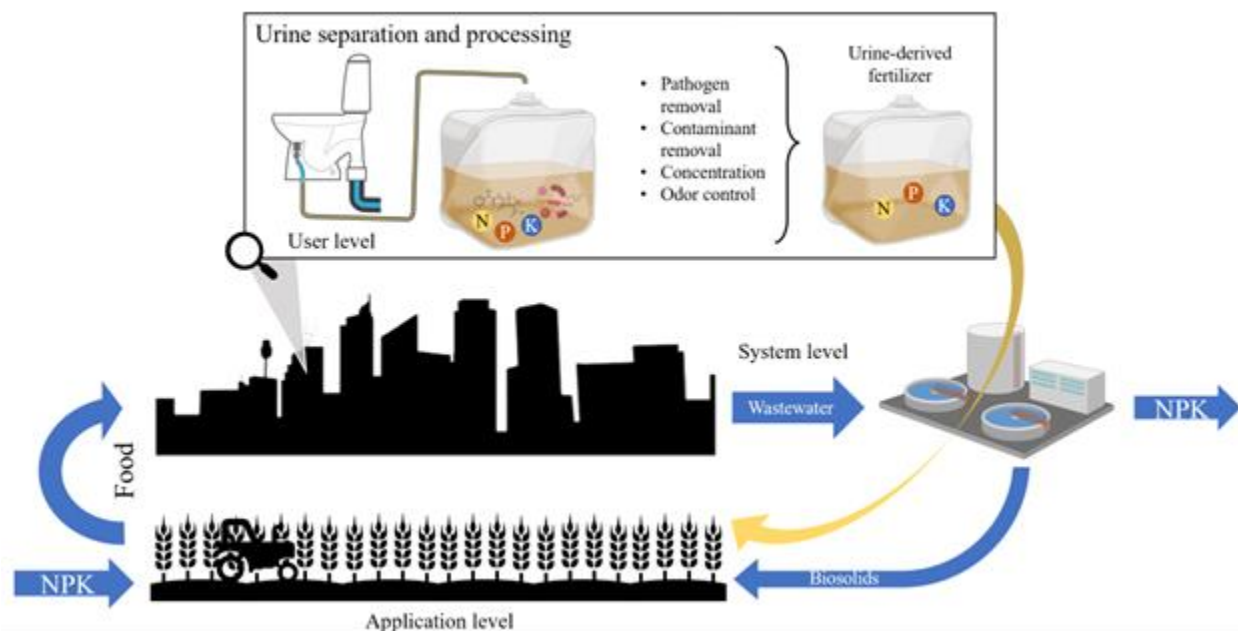 Urine separation and processing
Urine-derived
fertilizer
• Pathogen
removal
• Contaminant
removal
• Concentration
• Odor control
N
P
K
N
P
K
User level
System level
Wastewater
NPK
Food
NPK
Biosolids
Application level